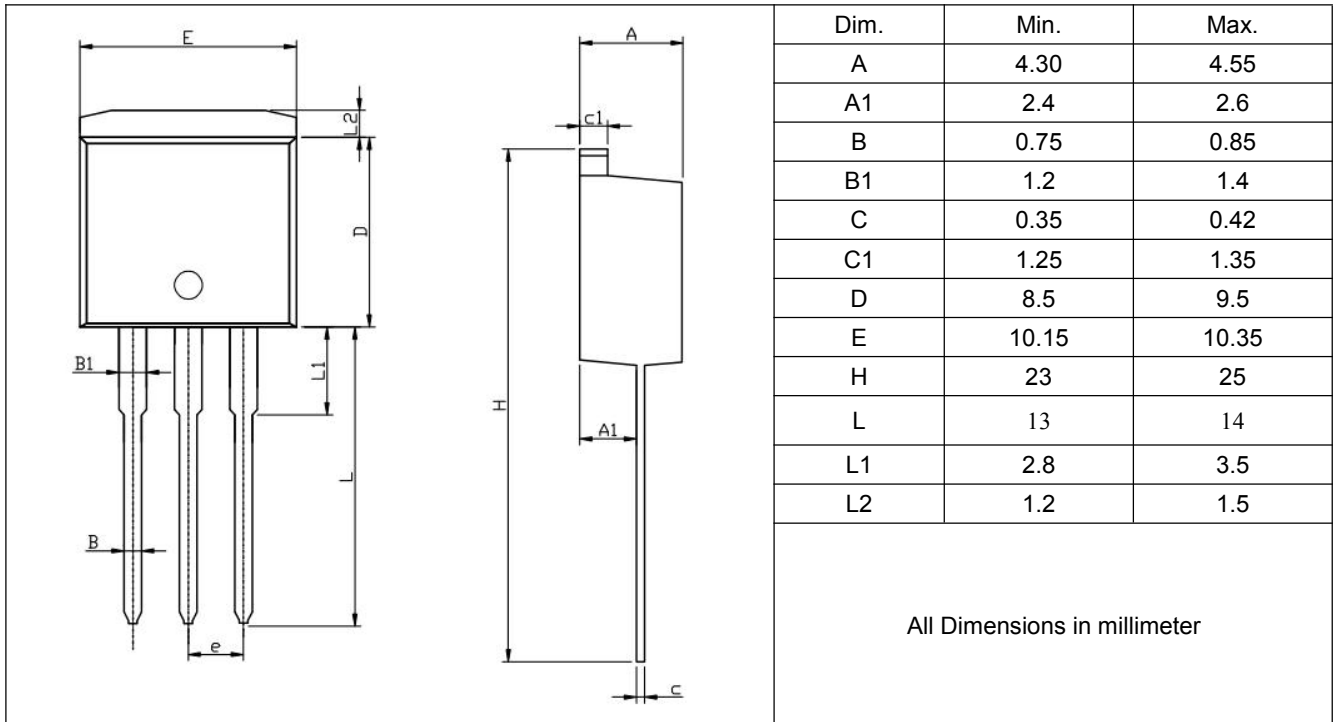 E
L2
D
B1
L1
L
B
e
A
c1
H
A1
c
Dim. Min. Max.
A 4.30 4.55
A1 2.4 2.6
B 0.75 0.85
B1 1.2 1.4
C 0.35 0.42
C1 1.25 1.35
D 8.5 9.5
E 10.15 10.35
H 23 25
L 13 14
L1 2.8 3.5
L2 1.2 1.5
All Dimensions in millimeter